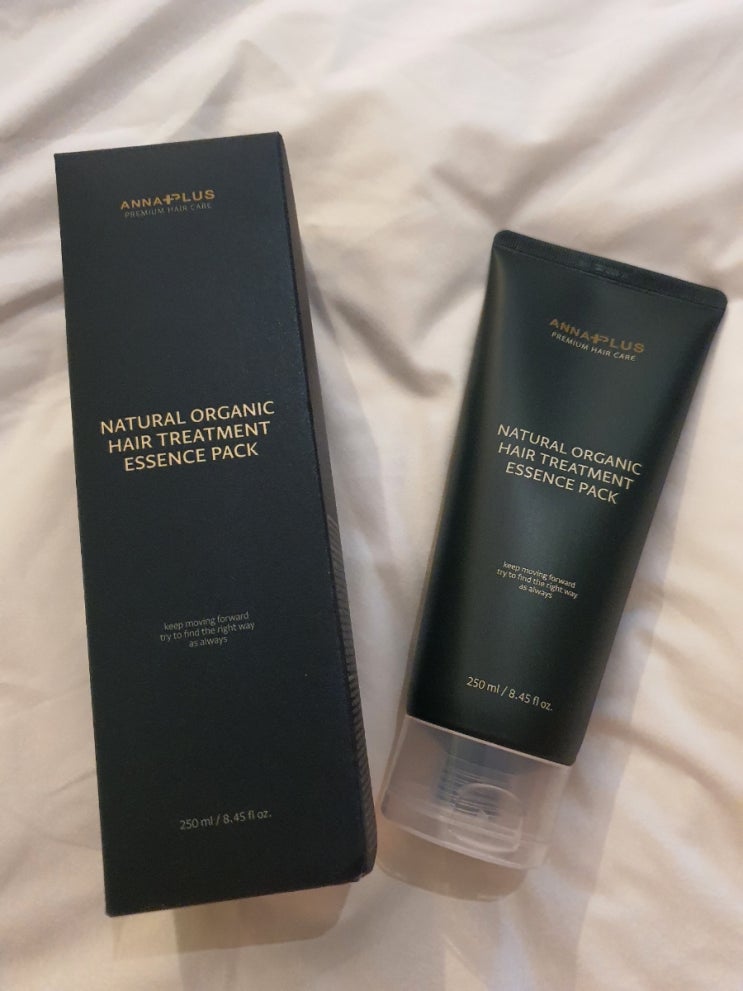 ANNAPLUS
PREMIUM HAIR CARE
NATURAL ORGANIC
HAIR TREATMENT
ESSENCE PACK
keep moving forward
try to find the right way
as always
250 ml / 8.45 fl oz.
ANNAPLUS
PREMIUM HAIR CARE
NATURAL ORGANIC
HAIR TREATMENT
ESSENCE PACK
keep moving forward
try to find the right way
as always
250 ml / 8.45 fl oz.